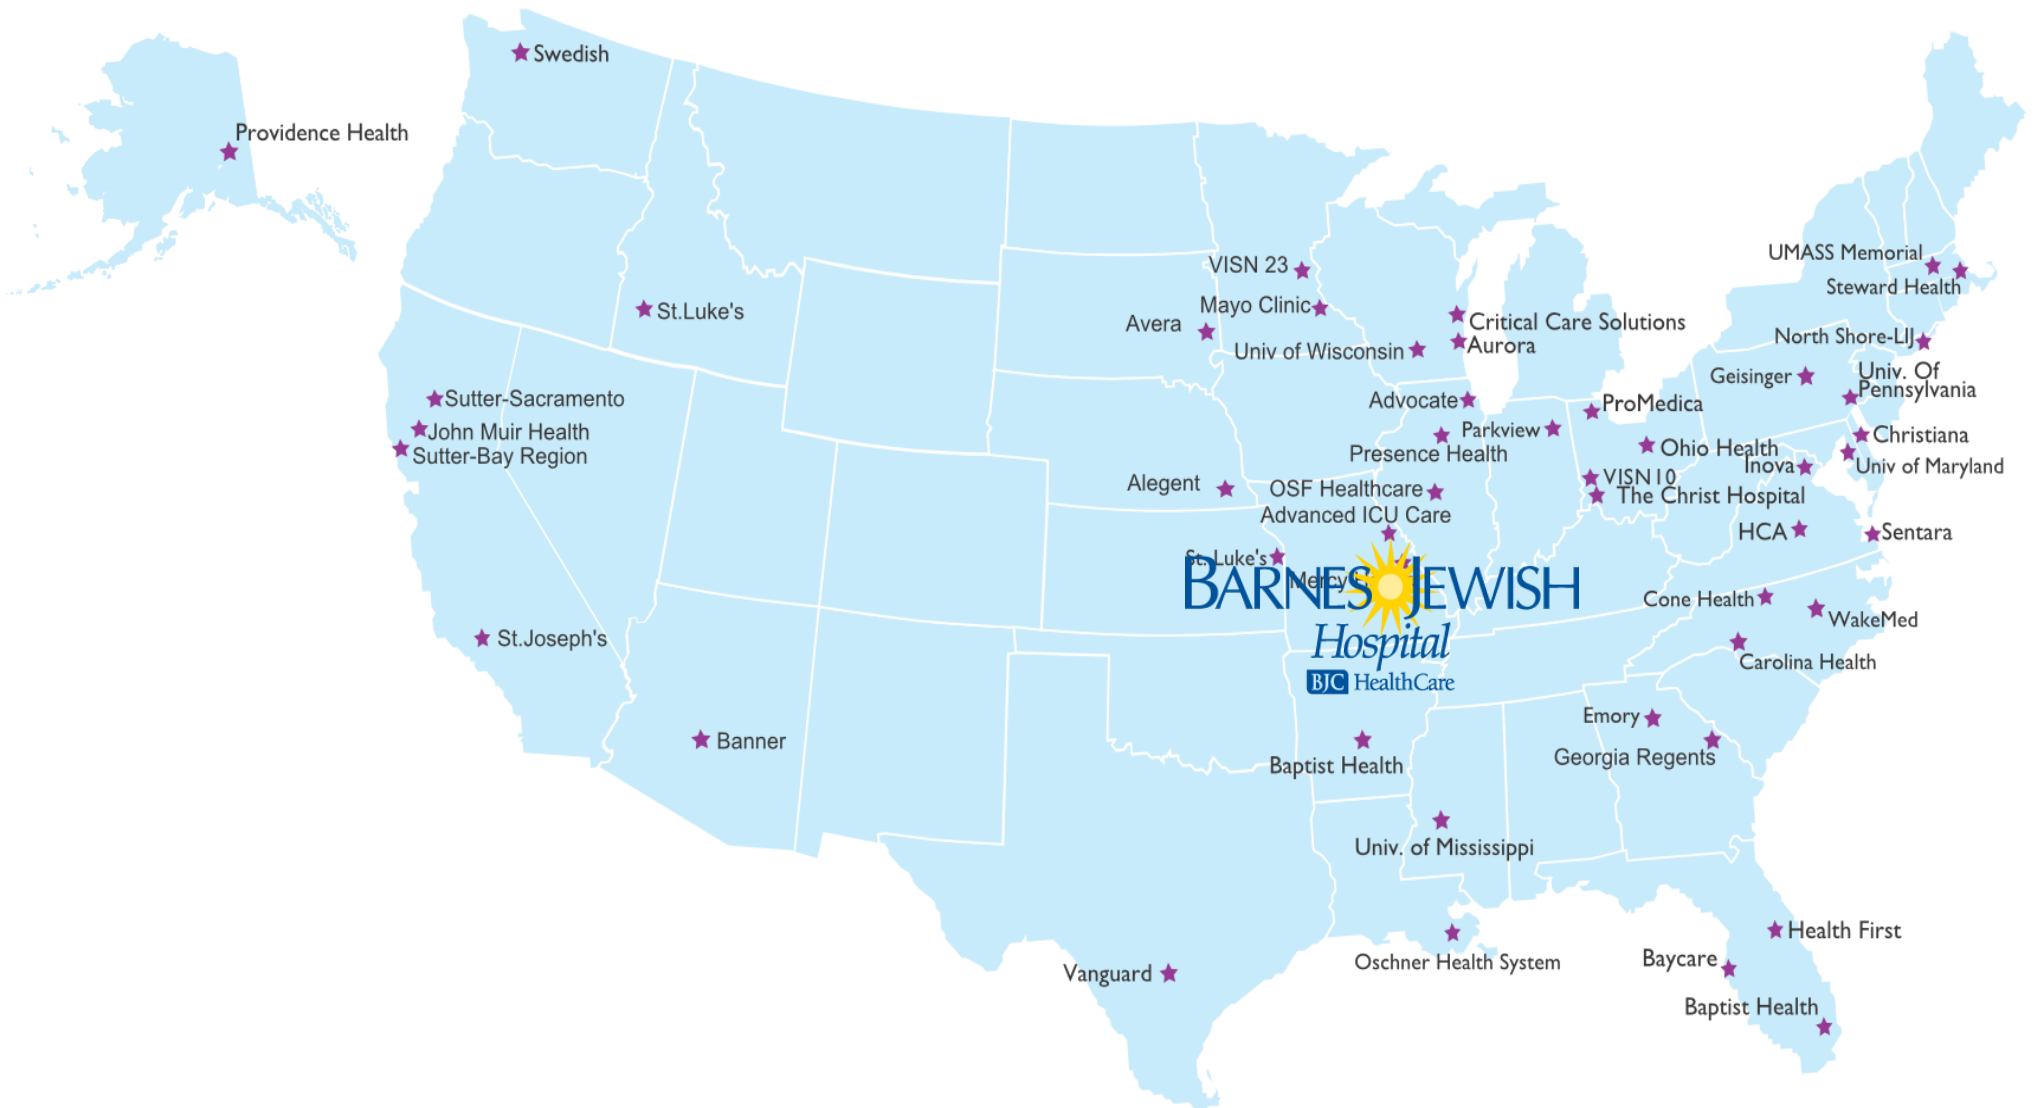 Swedish
Providence Health
UMASS Memorial
VISN 23
Steward Health
Mayo Clinic
St.Luke's
Avera
Critical Care Solutions
North Shore-LIJ
Aurora
Univ of Wisconsin
Geisinger
Univ. Of
Pennsylvania
Sutter-Sacramento
Advocate
ProMedica
John Muir Health
Parkview
Christiana
Sutter-Bay Region
Presence Health
Ohio Health
Inova
Univ of Maryland
Alegent
OSF Healthcare
VISN10
The Christ Hospital
Advanced ICU Care
HCA
Sentara
St. Luke's
Mercy
BARNES JEWISH
Hospital
BJC HealthCare
Cone Health
WakeMed
St.Joseph's
Carolina Health
Emory
Banner
Georgia Regents
Baptist Health
Univ. of Mississippi
Health First
Oschner Health System
Baycare
Vanguard
Baptist Health